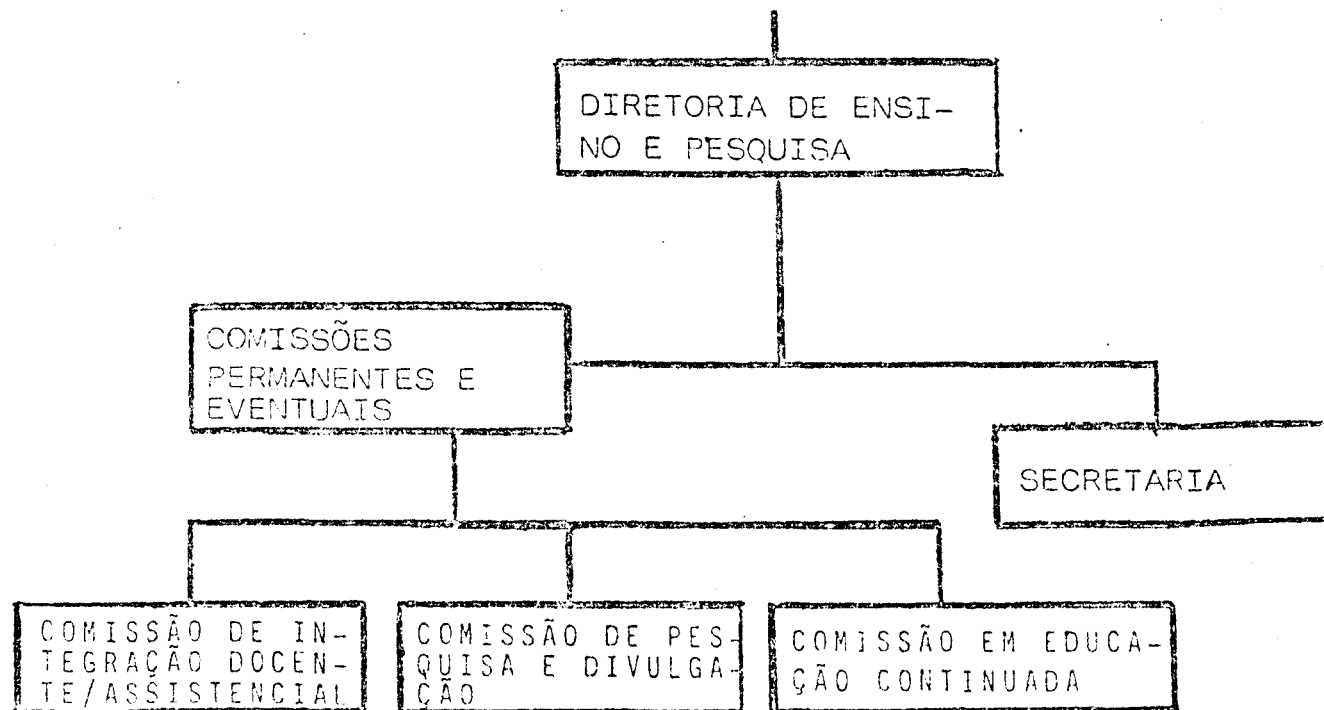 DIRETORIA DE ENSI-
NO E PESQUISA
COMISSÕES
PERMANENTES E
EVENTUAIS
SECRETARIA
COMISSÃO DE IN-
TEGRAÇÃO DOCEN-
TE/ASSISTENCIAL
COMISSÃO DE PES-
QUISA E DIVULGA-
ÇÃO
COMISSÃO EM EDUCA-
ÇÃO CONTINUADA